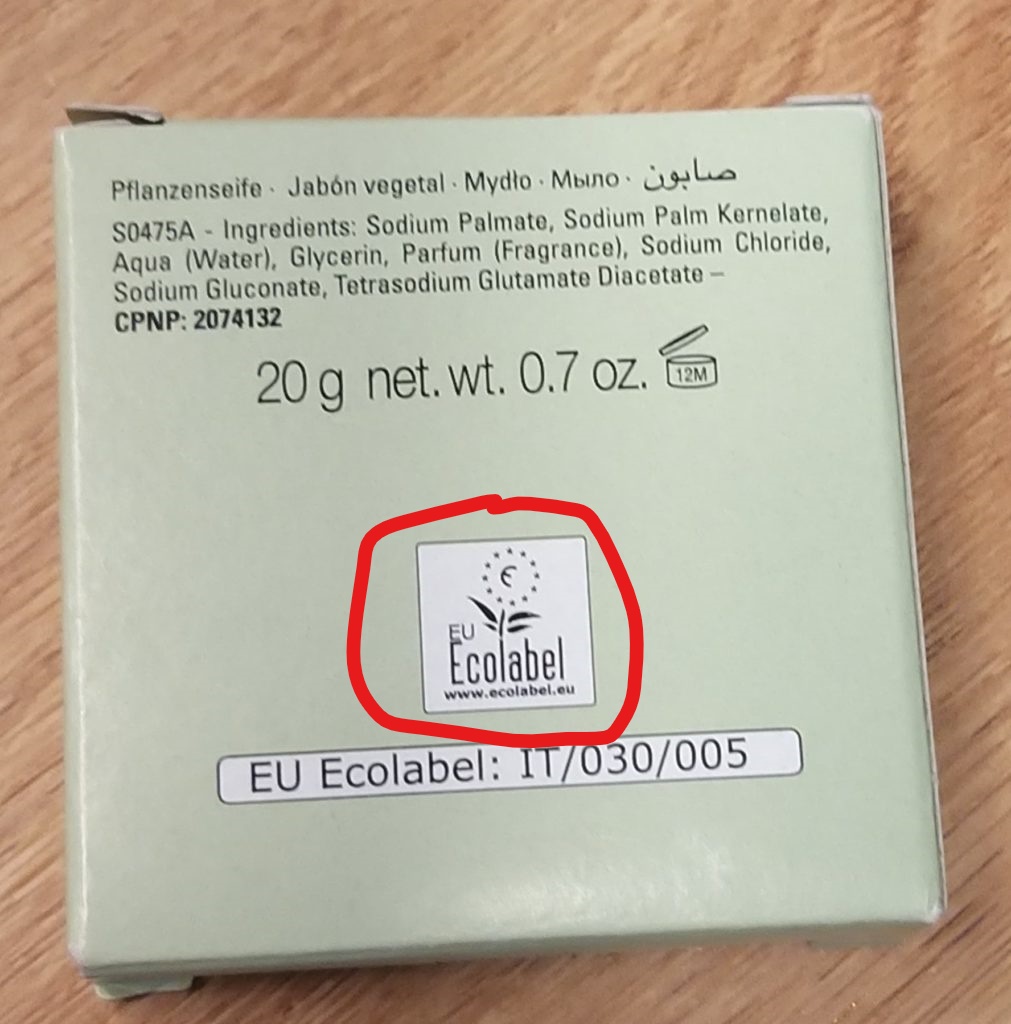 Pflanzenseife · Jabón vegetal · Mydło · Мыло · صابون
S0475A - Ingredients: Sodium Palmate, Sodium Palm Kernelate,
Aqua (Water), Glycerin, Parfum (Fragrance), Sodium Chloride,
Sodium Gluconate, Tetrasodium Glutamate Diacetate –
CPNP: 2074132
20 g net. wt. 0.7 oz. 12M
€
EU
Ecolabel
www.ecolabel.eu
EU Ecolabel: IT/030/005